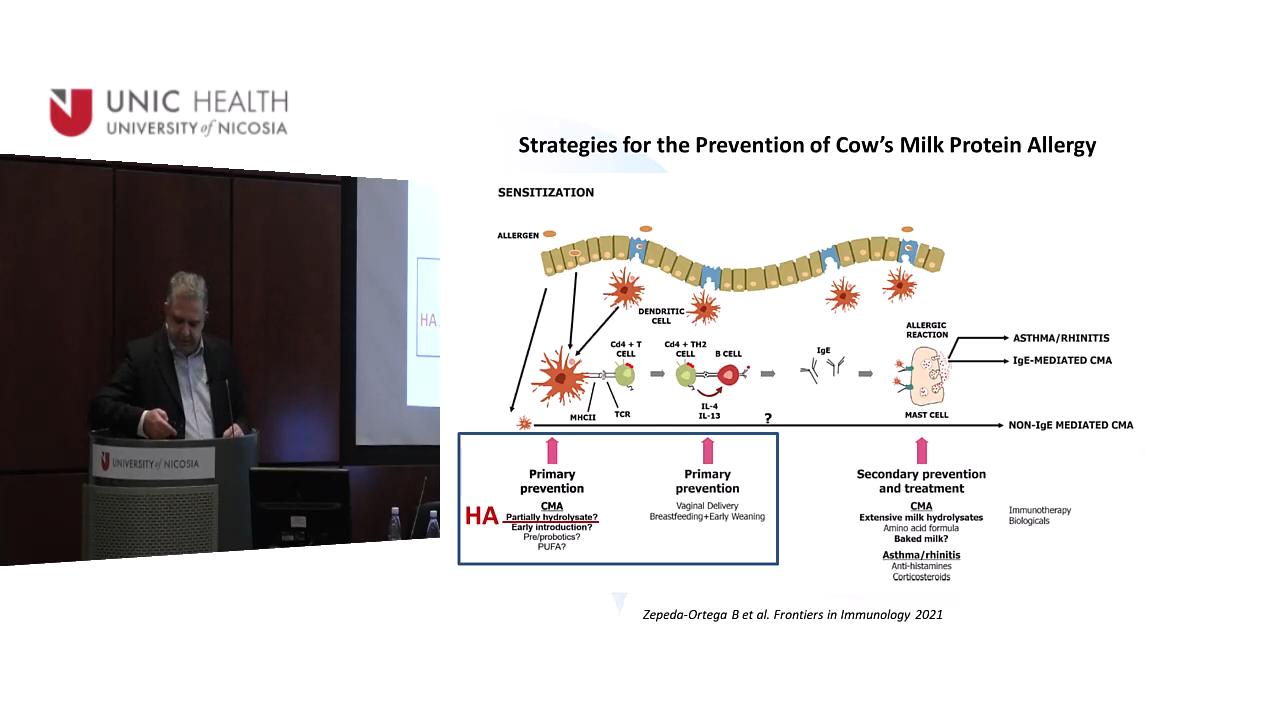 UNIC HEALTH
UNIVERSITY of NICOSIA
Strategies for the Prevention of Cow's Milk Protein Allergy
SENSITIZATION
ALLERGEN
DENDRITIC
CELL
Cd4 + T
CELL
Cd4 + TH2
CELL
B CELL
IgE
ALLERGIC
REACTION
ASTHMA/RHINITIS
IgE-MEDIATED CMA
MHCII
TCR
IL-4
IL-13
MAST CELL
?
NON-IgE MEDIATED CMA
Primary
prevention
CMA
HA
Partially hydrolysate?
Early introduction?
Pre/probotics?
PUFA?
Primary
prevention
Vaginal Delivery
Breastfeeding+Early Weaning
Secondary prevention
and treatment
CMA
Extensive milk hydrolysates
Amino acid formula
Baked milk?
Asthma/rhinitis
Anti-histamines
Corticosteroids
Immunotherapy
Biologicals
Zepeda-Ortega B et al. Frontiers in Immunology 2021
HA
UNIVERSITY of NICOSIA